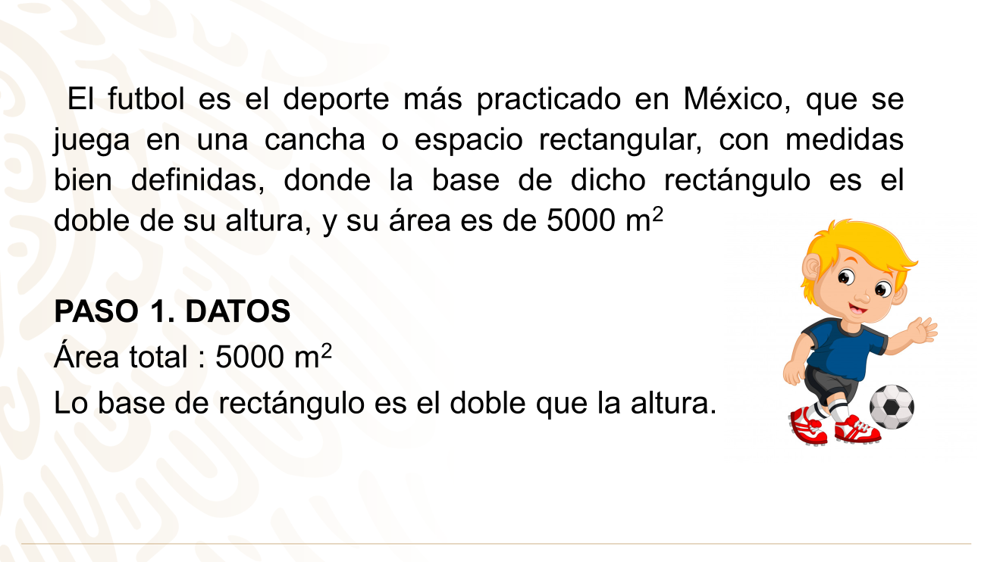 El futbol es el deporte más practicado en México, que se
juega en una cancha o espacio rectangular, con medidas
bien definidas, donde la base de dicho rectángulo es el
doble de su altura, y su área es de 5000 m²
PASO 1. DATOS
Área total : 5000 m²
Lo base de rectángulo es el doble que la altura.